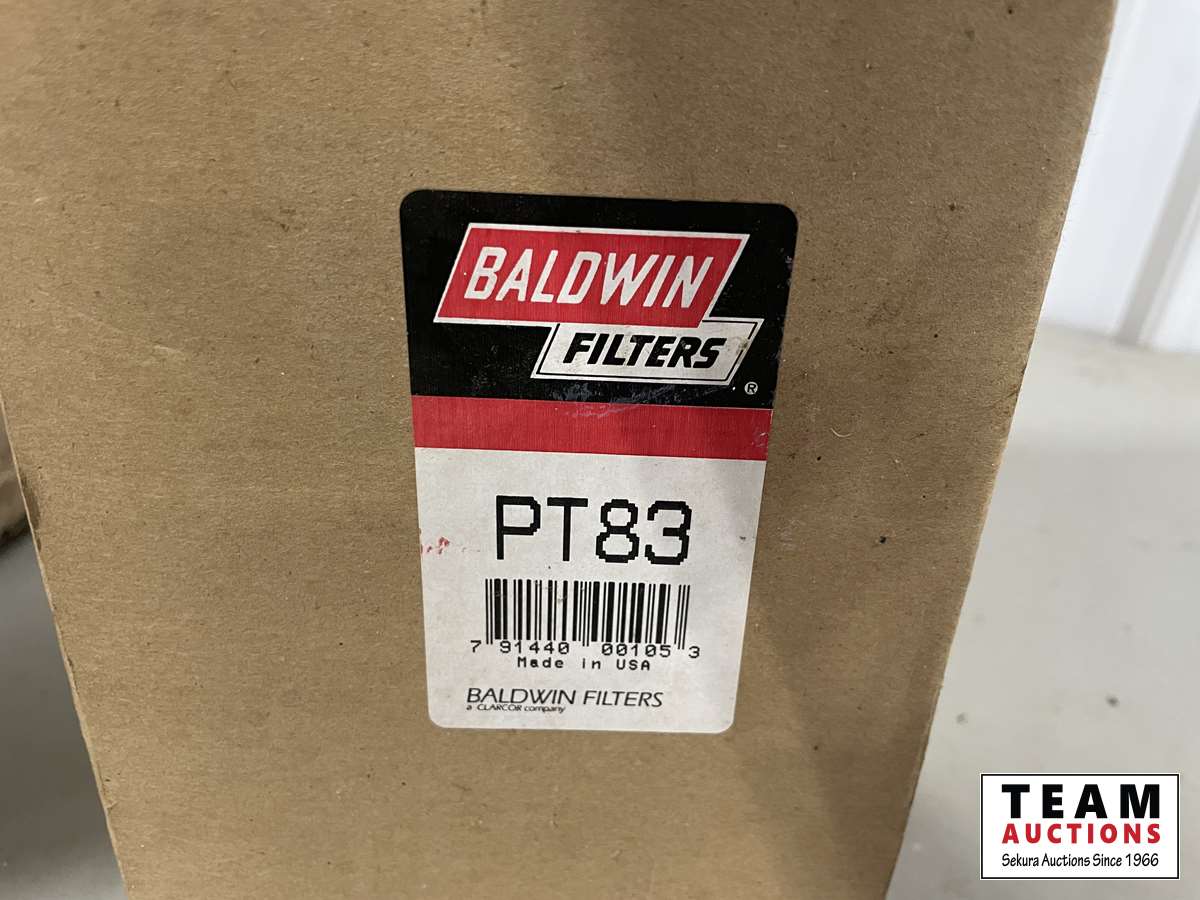 BALDWIN
FILTERS
®
PT83
7 91440 00105 3
Made in USA
BALDWIN FILTERS
a CLARCOR company
TEAM
AUCTIONS
Sekura Auctions Since 1966